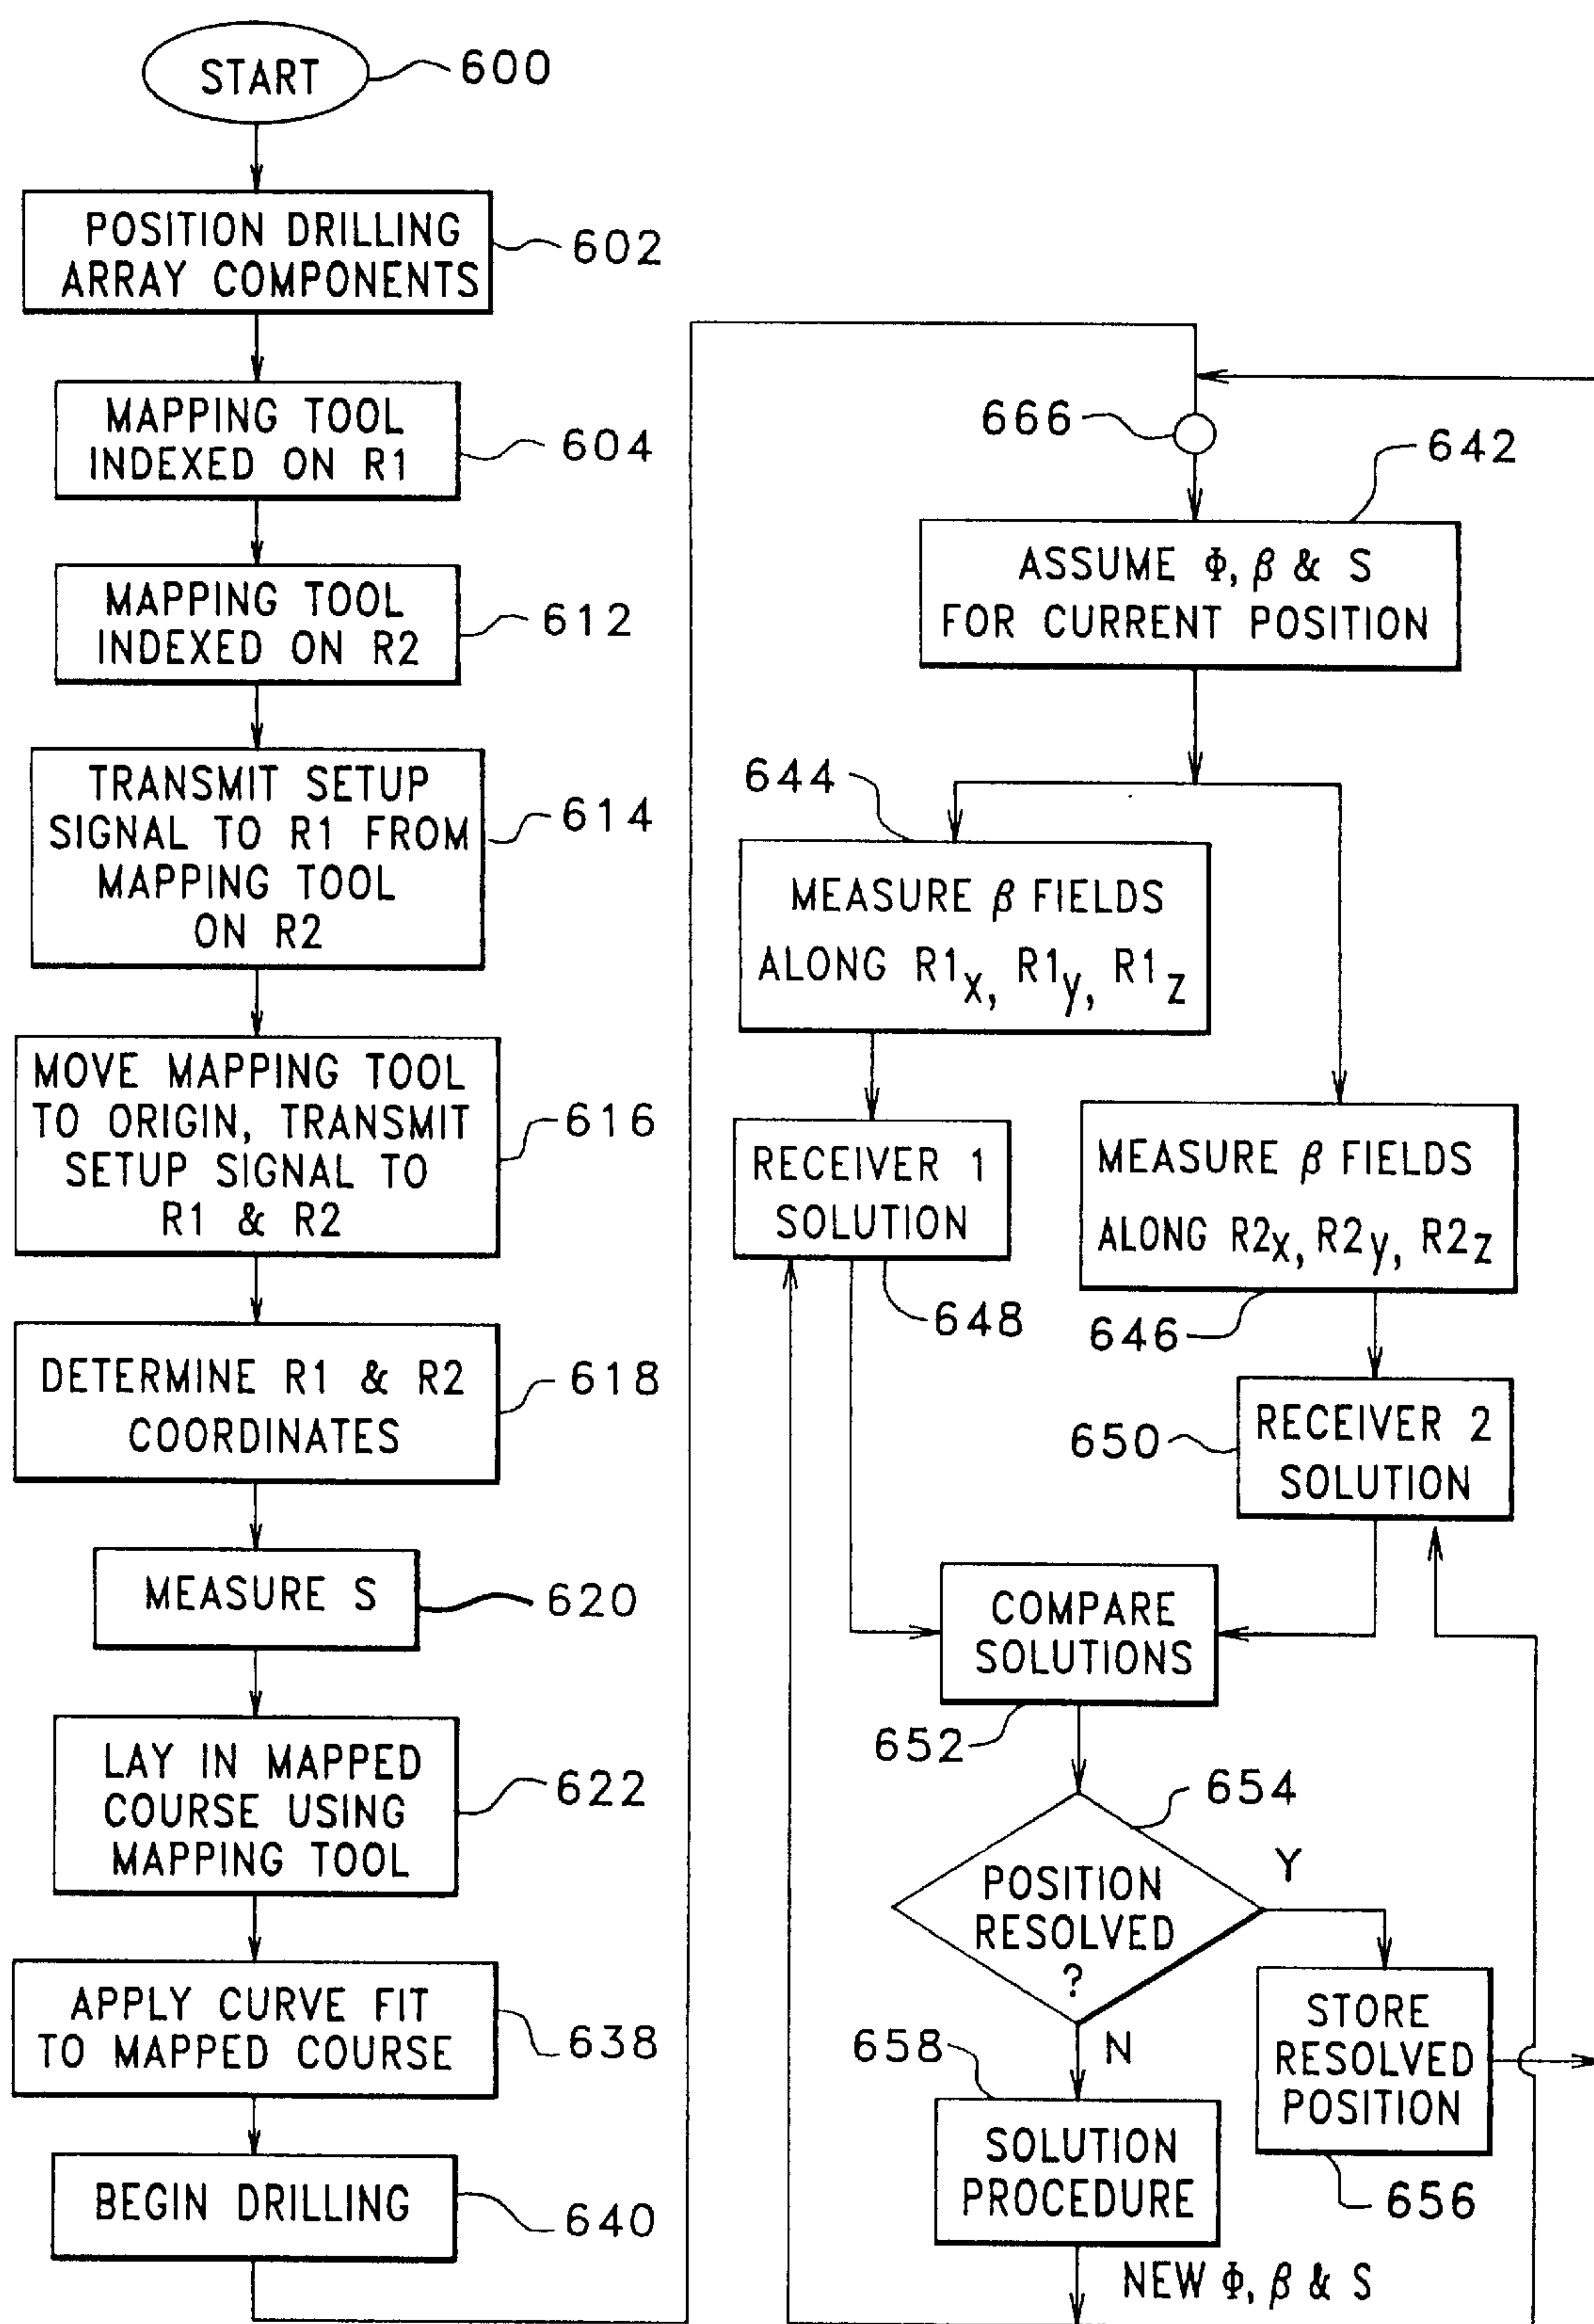 START
600
POSITION DRILLING
ARRAY COMPONENTS
602
MAPPING TOOL
INDEXED ON R1
604
MAPPING TOOL
INDEXED ON R2
612
TRANSMIT SETUP
SIGNAL TO R1 FROM
MAPPING TOOL
ON R2
614
MOVE MAPPING TOOL
TO ORIGIN, TRANSMIT
SETUP SIGNAL TO
R1 & R2
616
DETERMINE R1 & R2
COORDINATES
618
MEASURE S
620
LAY IN MAPPED
COURSE USING
MAPPING TOOL
622
APPLY CURVE FIT
TO MAPPED COURSE
638
BEGIN DRILLING
640
666
642
ASSUME Φ, β & S
FOR CURRENT POSITION
644
MEASURE β FIELDS
ALONG R1x, R1y, R1z
RECEIVER 1
SOLUTION
648
MEASURE β FIELDS
ALONG R2x, R2y, R2z
646
RECEIVER 2
SOLUTION
650
COMPARE
SOLUTIONS
652
654
POSITION
RESOLVED
?
Y
N
STORE
RESOLVED
POSITION
656
658
SOLUTION
PROCEDURE
NEW Φ, β & S